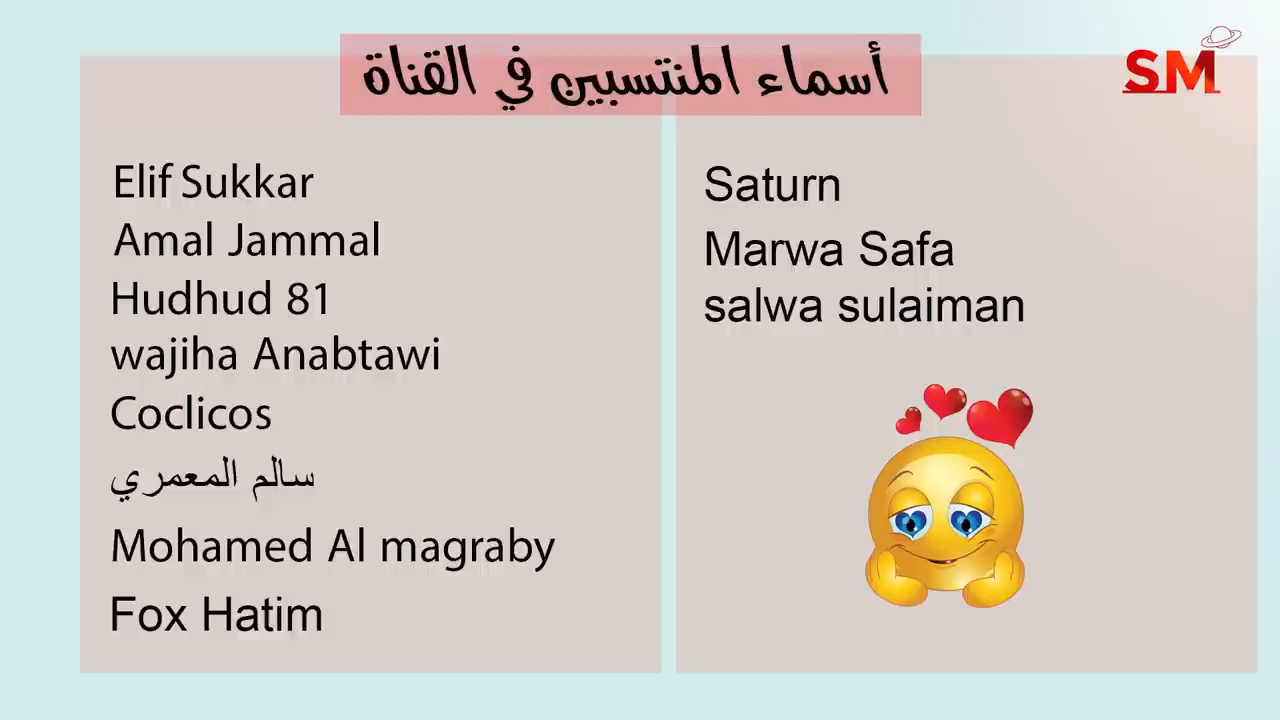 أسماء المنتسبين في القناة
SM
Elif Sukkar
Amal Jammal
Hudhud 81
wajiha Anabtawi
Coclicos
سالم المعمري
Mohamed Al magraby
Fox Hatim
Saturn
Marwa Safa
salwa sulaiman